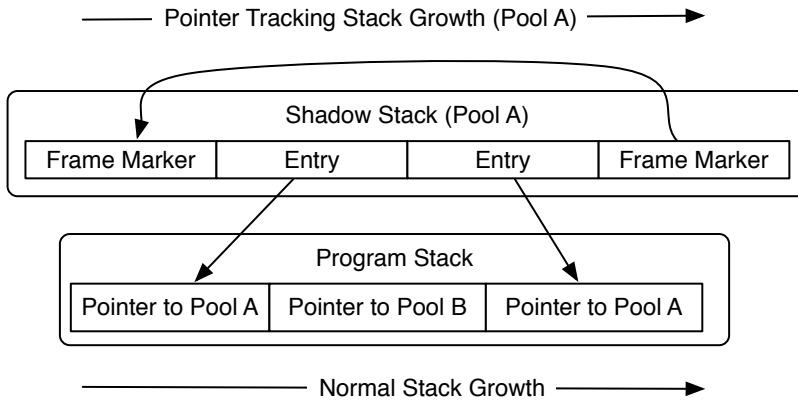 Pointer Tracking Stack Growth (Pool A)
Shadow Stack (Pool A)
Frame Marker Entry Entry Frame Marker
Program Stack
Pointer to Pool A Pointer to Pool B Pointer to Pool A
Normal Stack Growth